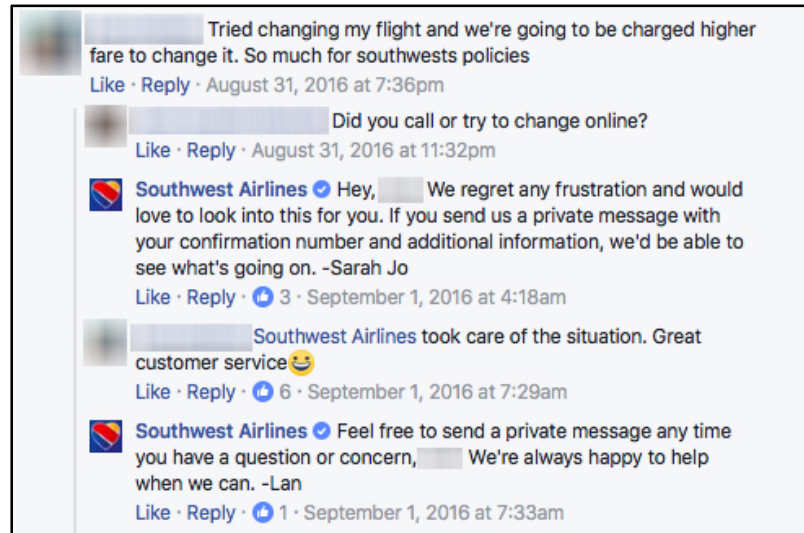 Tried changing my flight and we're going to be charged higher
fare to change it. So much for southwests policies
Like · Reply · August 31, 2016 at 7:36pm
Did you call or try to change online?
Like · Reply · August 31, 2016 at 11:32pm
Southwest Airlines Hey, We regret any frustration and would
love to look into this for you. If you send us a private message with
your confirmation number and additional information, we'd be able to
see what's going on. -Sarah Jo
Like · Reply · 3 · September 1, 2016 at 4:18am
Southwest Airlines took care of the situation. Great
customer service😀
Like · Reply · 6 · September 1, 2016 at 7:29am
Southwest Airlines Feel free to send a private message any time
you have a question or concern, We're always happy to help
when we can. -Lan
Like · Reply · 1 · September 1, 2016 at 7:33am